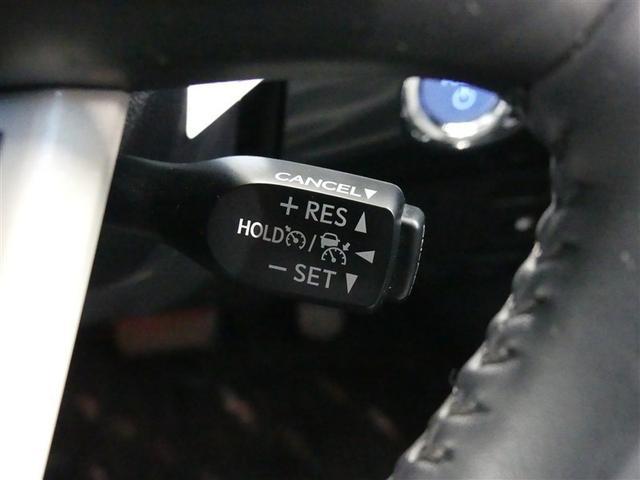 CANCEL▼
+ RES ▲
HOLD / ◀
− SET ▼